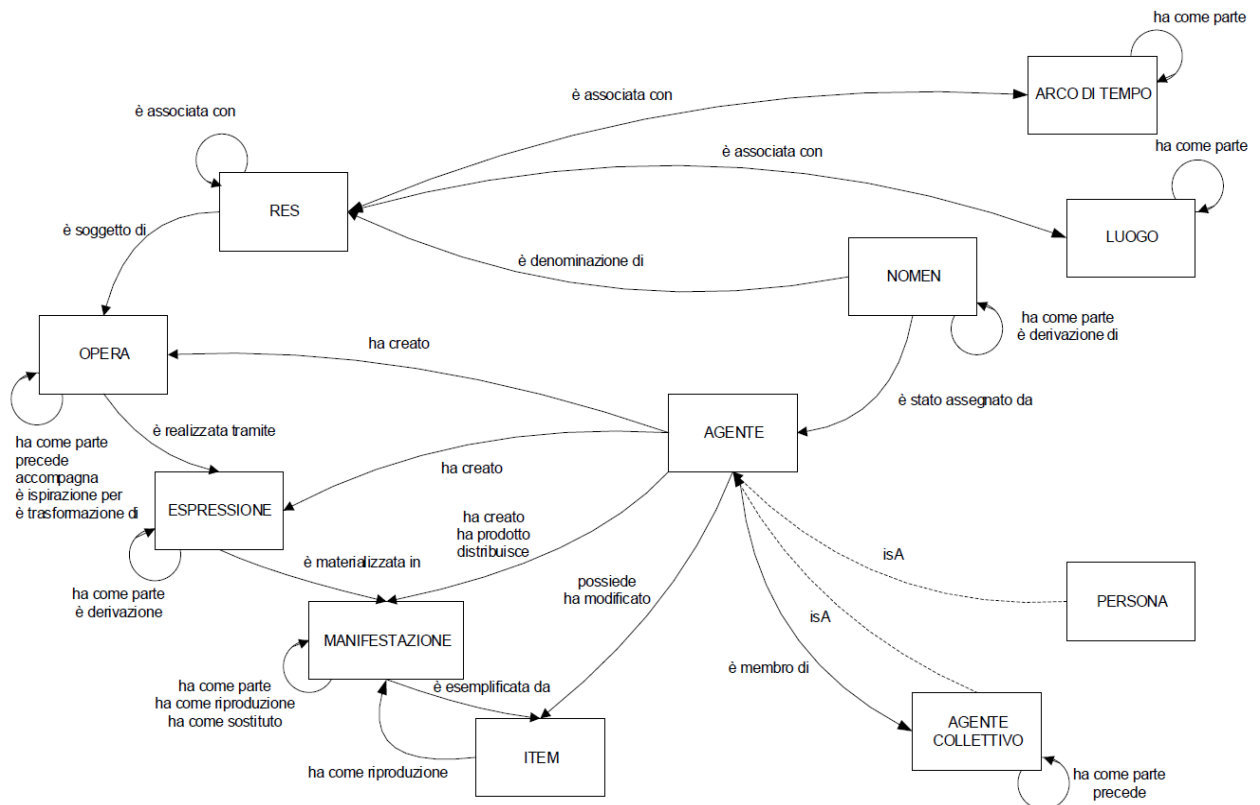 ha come parte
ARCO DI TEMPO
è associata con
è associata con
ha come parte
è associata con
RES
LUOGO
è soggetto di
è denominazione di
NOMEN
ha come parte
è derivazione di
OPERA
ha creato
è stato assegnato da
AGENTE
ha come parte
precede
accompagna
è ispirazione per
è trasformazione di
è realizzata tramite
ha creato
ESPRESSIONE
ha creato
ha prodotto
distribuisce
è materializzata in
ha come parte
è derivazione
possiede
ha modificato
isA
isA
PERSONA
MANIFESTAZIONE
è membro di
ha come parte
ha come riproduzione
ha come sostituto
è esemplificata da
AGENTE
COLLETTIVO
ITEM
ha come riproduzione
ha come parte
precede